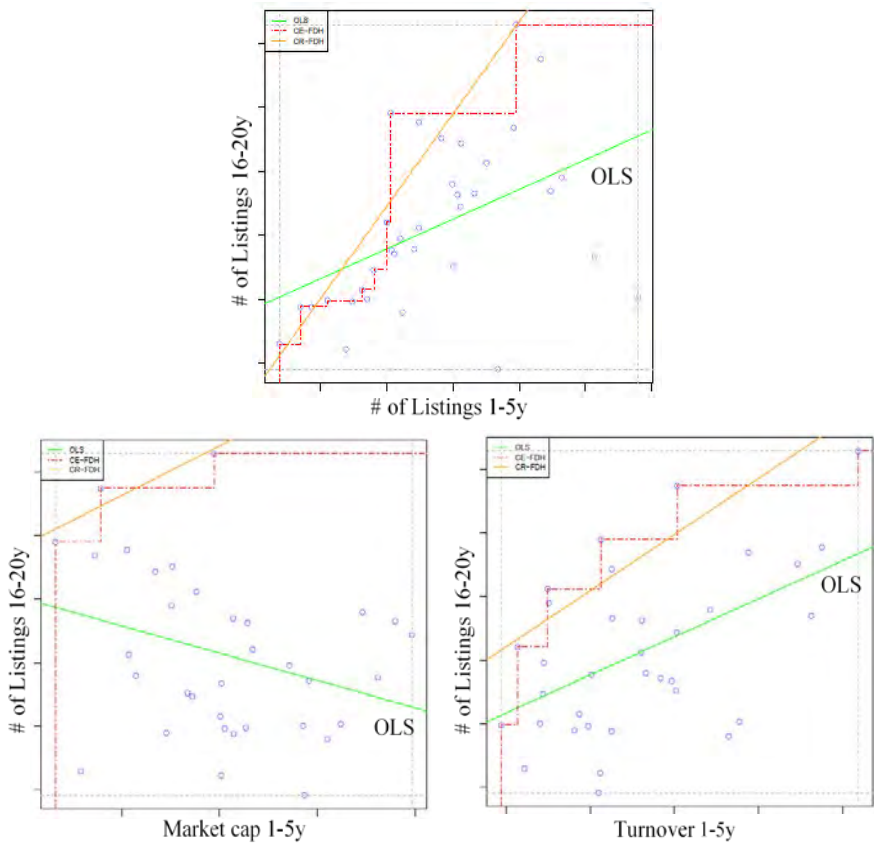 OLS
CE-FDH
CR-FDH
# of Listings 16-20y
OLS
# of Listings 1-5y
OLS
CE-FDH
CR-FDH
# of Listings 16-20y
OLS
Market cap 1-5y
OLS
CE-FDH
CR-FDH
# of Listings 16-20y
OLS
Turnover 1-5y